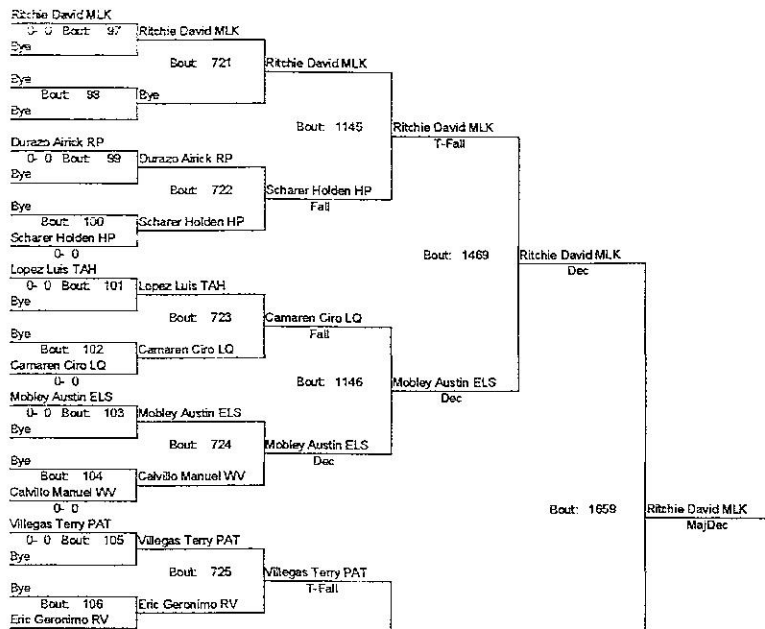 Ritchie David MLK
0- 0 Bout: 97 Ritchie David MLK
Bye
Bout: 721 Ritchie David MLK
Bye
Bout: 98 Bye
Bye
Bout: 1145 Ritchie David MLK
T-Fall
Durazo Airick RP
0- 0 Bout: 99 Durazo Airick RP
Bye
Bout: 722 Scharer Holden HP
Fall
Bye
Bout: 100 Scharer Holden HP
Scharer Holden HP
0- 0
Bout: 1469 Ritchie David MLK
Dec
Lopez Luis TAH
0- 0 Bout: 101 Lopez Luis TAH
Bye
Bout: 723 Camaren Ciro LQ
Fall
Bye
Bout: 102 Camaren Ciro LQ
Camaren Ciro LQ
0- 0
Bout: 1146 Mobley Austin ELS
Dec
Mobley Austin ELS
0- 0 Bout: 103 Mobley Austin ELS
Bye
Bout: 724 Mobley Austin ELS
Dec
Bye
Bout: 104 Calvillo Manuel WV
Calvillo Manuel WV
0- 0
Bout: 1659 Ritchie David MLK
MajDec
Villegas Terry PAT
0- 0 Bout: 105 Villegas Terry PAT
Bye
Bout: 725 Villegas Terry PAT
T-Fall
Bye
Bout: 106 Eric Geronimo RV
Eric Geronimo RV